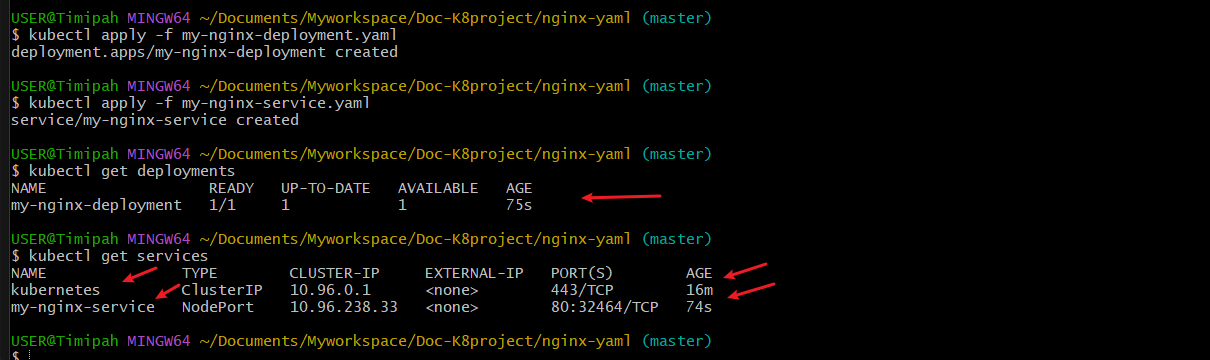 USER@Timipah MINGW64 ~/Documents/Myworkspace/Doc-K8project/nginx-yaml (master)
$ kubectl apply -f my-nginx-deployment.yaml
deployment.apps/my-nginx-deployment created
USER@Timipah MINGW64 ~/Documents/Myworkspace/Doc-K8project/nginx-yaml (master)
$ kubectl apply -f my-nginx-service.yaml
service/my-nginx-service created
USER@Timipah MINGW64 ~/Documents/Myworkspace/Doc-K8project/nginx-yaml (master)
$ kubectl get deployments
NAME READY UP-TO-DATE AVAILABLE AGE
my-nginx-deployment 1/1 1 1 75s
USER@Timipah MINGW64 ~/Documents/Myworkspace/Doc-K8project/nginx-yaml (master)
$ kubectl get services
NAME TYPE CLUSTER-IP EXTERNAL-IP PORT(S) AGE
kubernetes ClusterIP 10.96.0.1 <none> 443/TCP 16m
my-nginx-service NodePort 10.96.238.33 <none> 80:32464/TCP 74s
USER@Timipah MINGW64 ~/Documents/Myworkspace/Doc-K8project/nginx-yaml (master)
$